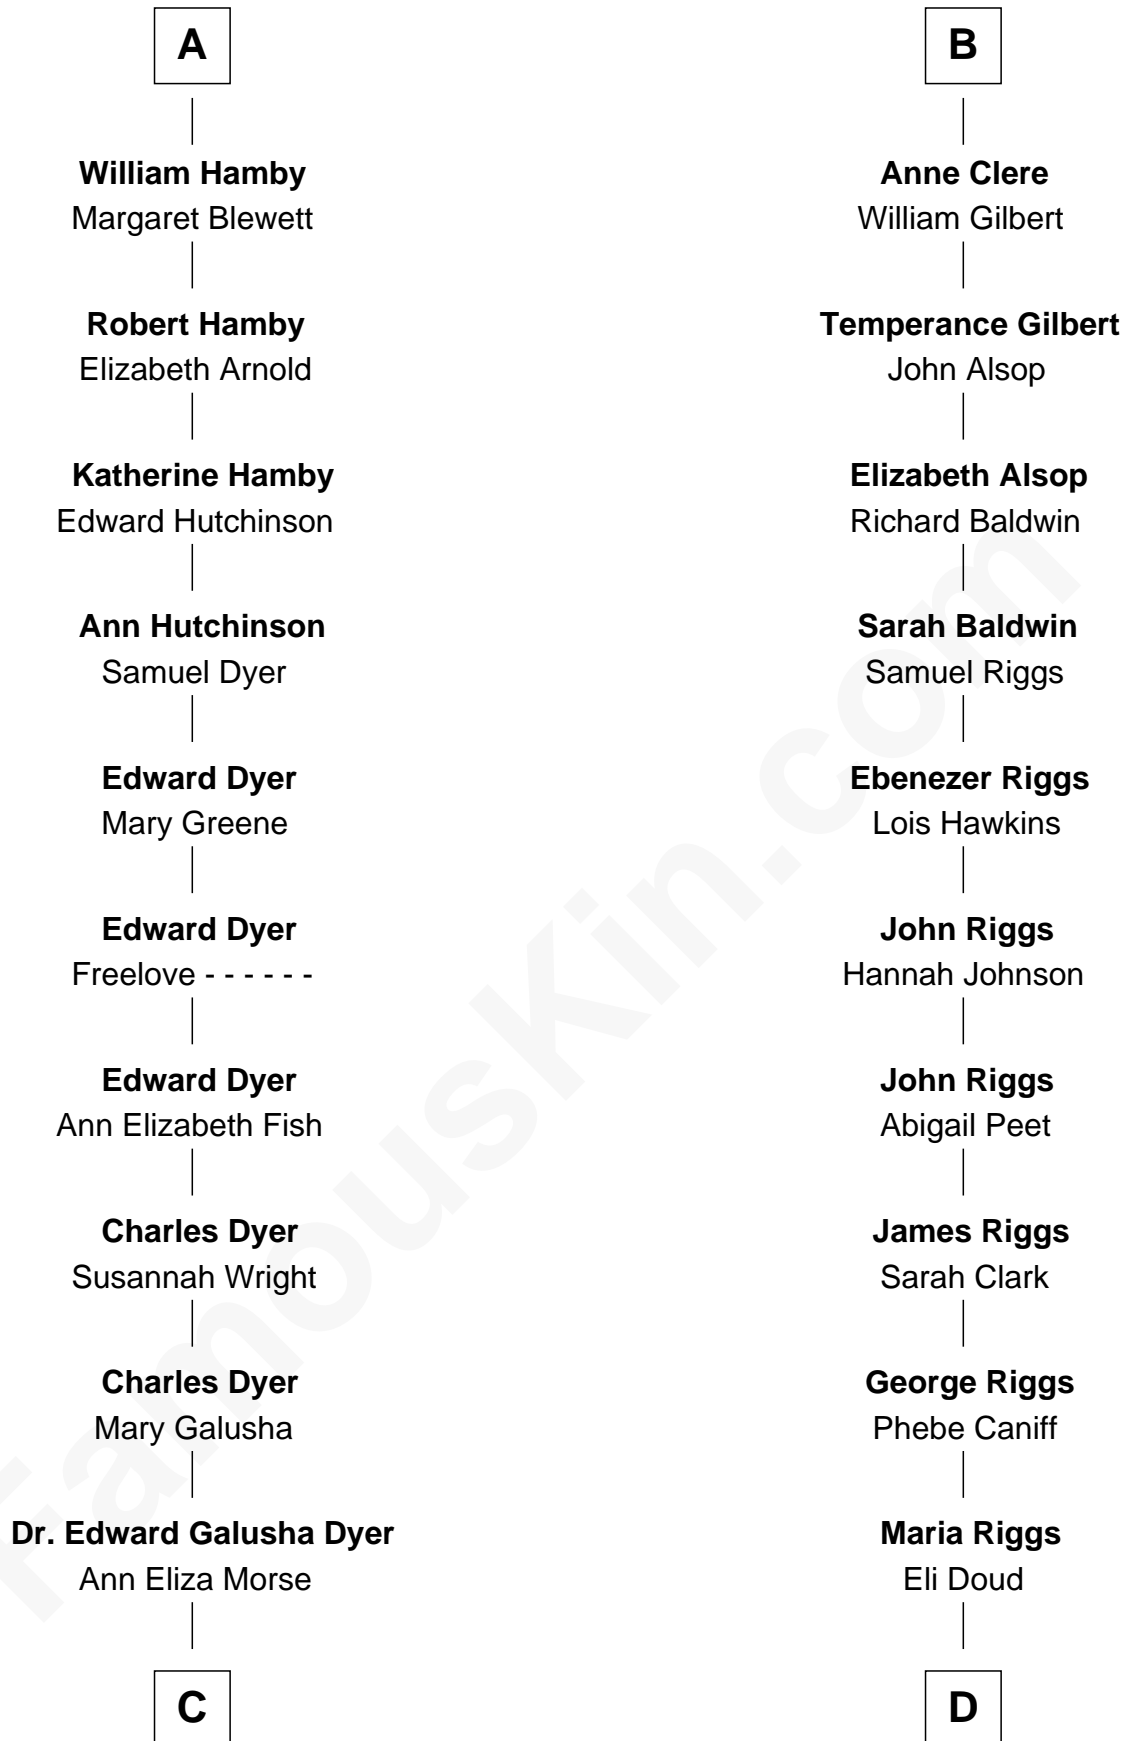 A
William Hamby
Margaret Blewett
Robert Hamby
Elizabeth Arnold
Katherine Hamby
Edward Hutchinson
Ann Hutchinson
Samuel Dyer
Edward Dyer
Mary Greene
Edward Dyer
Freelove - - - - - -
Edward Dyer
Ann Elizabeth Fish
Charles Dyer
Susannah Wright
Charles Dyer
Mary Galusha
Dr. Edward Galusha Dyer
Ann Eliza Morse
C
B
Anne Clere
William Gilbert
Temperance Gilbert
John Alsop
Elizabeth Alsop
Richard Baldwin
Sarah Baldwin
Samuel Riggs
Ebenezer Riggs
Lois Hawkins
John Riggs
Hannah Johnson
John Riggs
Abigail Peet
James Riggs
Sarah Clark
George Riggs
Phebe Caniff
Maria Riggs
Eli Doud
D
FamousKin.com